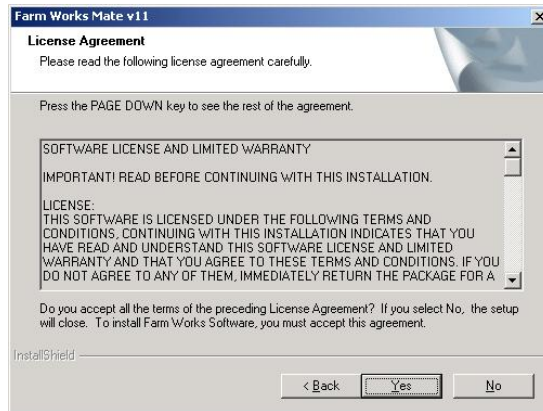 Farm Works Mate v11
License Agreement
Please read the following license agreement carefully.
Press the PAGE DOWN key to see the rest of the agreement.
SOFTWARE LICENSE AND LIMITED WARRANTY
IMPORTANT! READ BEFORE CONTINUING WITH THIS INSTALLATION.
LICENSE:
THIS SOFTWARE IS LICENSED UNDER THE FOLLOWING TERMS AND
CONDITIONS, CONTINUING WITH THIS INSTALLATION INDICATES THAT YOU
HAVE READ AND UNDERSTAND THIS SOFTWARE LICENSE AND LIMITED
WARRANTY AND THAT YOU AGREE TO THESE TERMS AND CONDITIONS. IF YOU
DO NOT AGREE TO ANY OF THEM, IMMEDIATELY RETURN THE PACKAGE FOR A
Do you accept all the terms of the preceding License Agreement? If you select No, the setup
will close. To install Farm Works Software, you must accept this agreement.
InstallShield
< Back Yes No